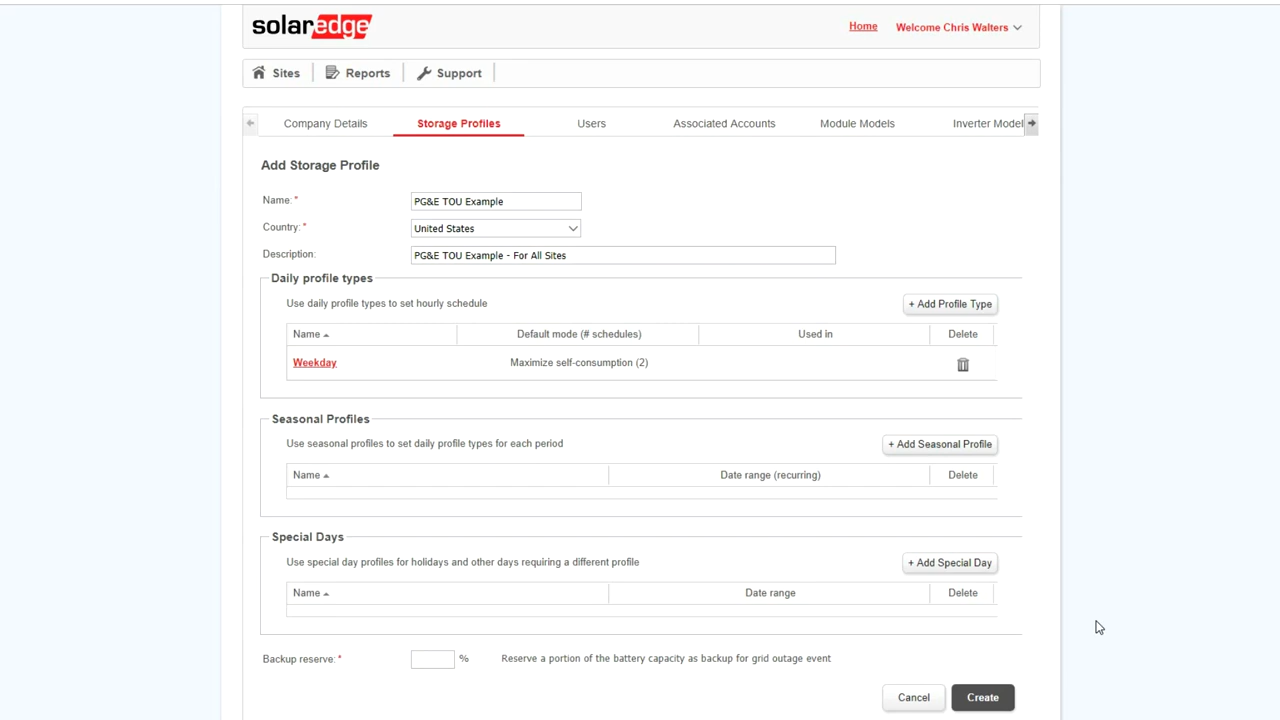 solaredge
Home Welcome Chris Walters
Sites Reports Support
Company Details Storage Profiles Users Associated Accounts Module Models Inverter Model
Add Storage Profile
Name: * PG&E TOU Example
Country: * United States
Description: PG&E TOU Example - For All Sites
Daily profile types
Use daily profile types to set hourly schedule + Add Profile Type
Name Default mode (# schedules) Used in Delete
Weekday Maximize self-consumption (2)
Seasonal Profiles
Use seasonal profiles to set daily profile types for each period + Add Seasonal Profile
Name Date range (recurring) Delete
Special Days
Use special day profiles for holidays and other days requiring a different profile + Add Special Day
Name Date range Delete
Backup reserve: * % Reserve a portion of the battery capacity as backup for grid outage event
Cancel Create